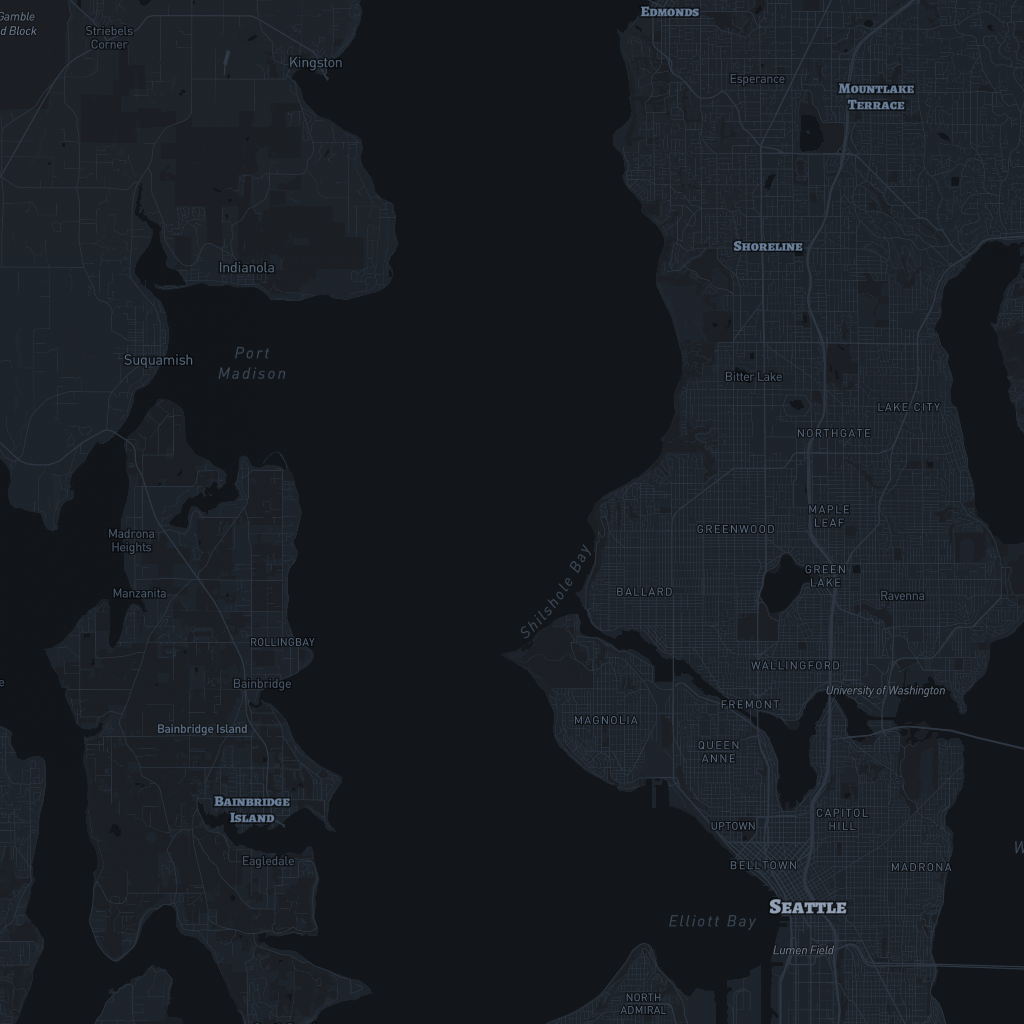 Gamble
d Block
Striebels
Corner
Kingston
EDMONDS
Esperance
MOUNTLAKE
TERRACE
SHORELINE
Indianola
Port
Madison
Suquamish
Bitter Lake
LAKE CITY
NORTHGATE
MAPLE
LEAF
GREENWOOD
Madrona
Heights
Shilshole Bay
GREEN
LAKE
Manzanita
BALLARD
Ravenna
ROLLINGBAY
WALLINGFORD
e
Bainbridge
University of Washington
FREMONT
MAGNOLIA
Bainbridge Island
QUEEN
ANNE
BAINBRIDGE
ISLAND
CAPITOL
HILL
UPTOWN
W
Eagledale
BELLTOWN
MADRONA
SEATTLE
Elliott Bay
Lumen Field
NORTH
ADMIRAL